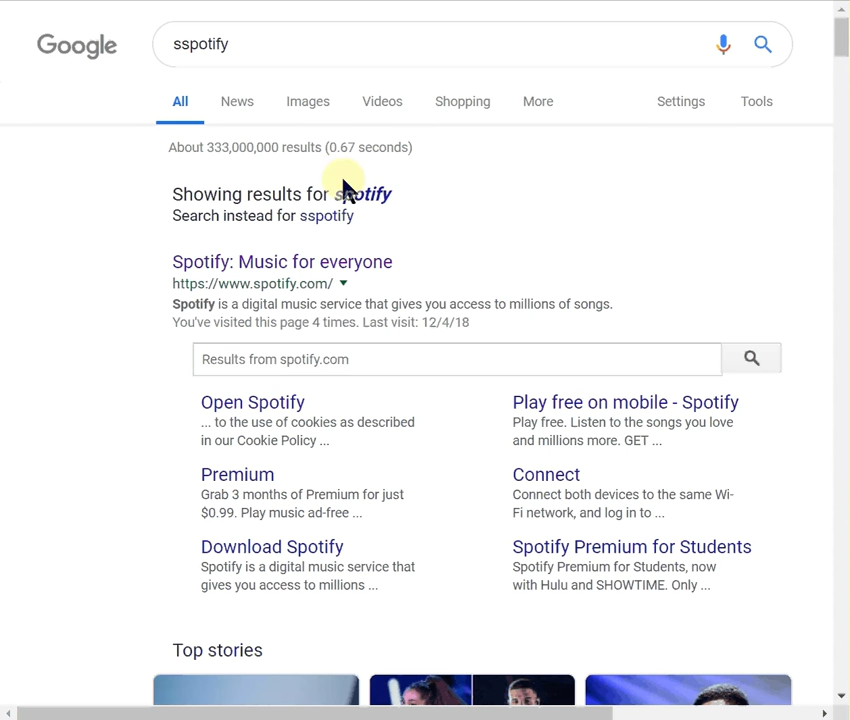 Google
sspotify
All News Images Videos Shopping More Settings Tools
About 333,000,000 results (0.67 seconds)
Showing results for spotify
Search instead for sspotify
Spotify: Music for everyone
https://www.spotify.com/
Spotify is a digital music service that gives you access to millions of songs.
You've visited this page 4 times. Last visit: 12/4/18
Results from spotify.com
Open Spotify
... to the use of cookies as described
in our Cookie Policy ...
Play free on mobile - Spotify
Play free. Listen to the songs you love
and millions more. GET ...
Premium
Grab 3 months of Premium for just
$0.99. Play music ad-free ...
Connect
Connect both devices to the same Wi-
Fi network, and log in to ...
Download Spotify
Spotify is a digital music service that
gives you access to millions ...
Spotify Premium for Students
Spotify Premium for Students, now
with Hulu and SHOWTIME. Only ...
Top stories